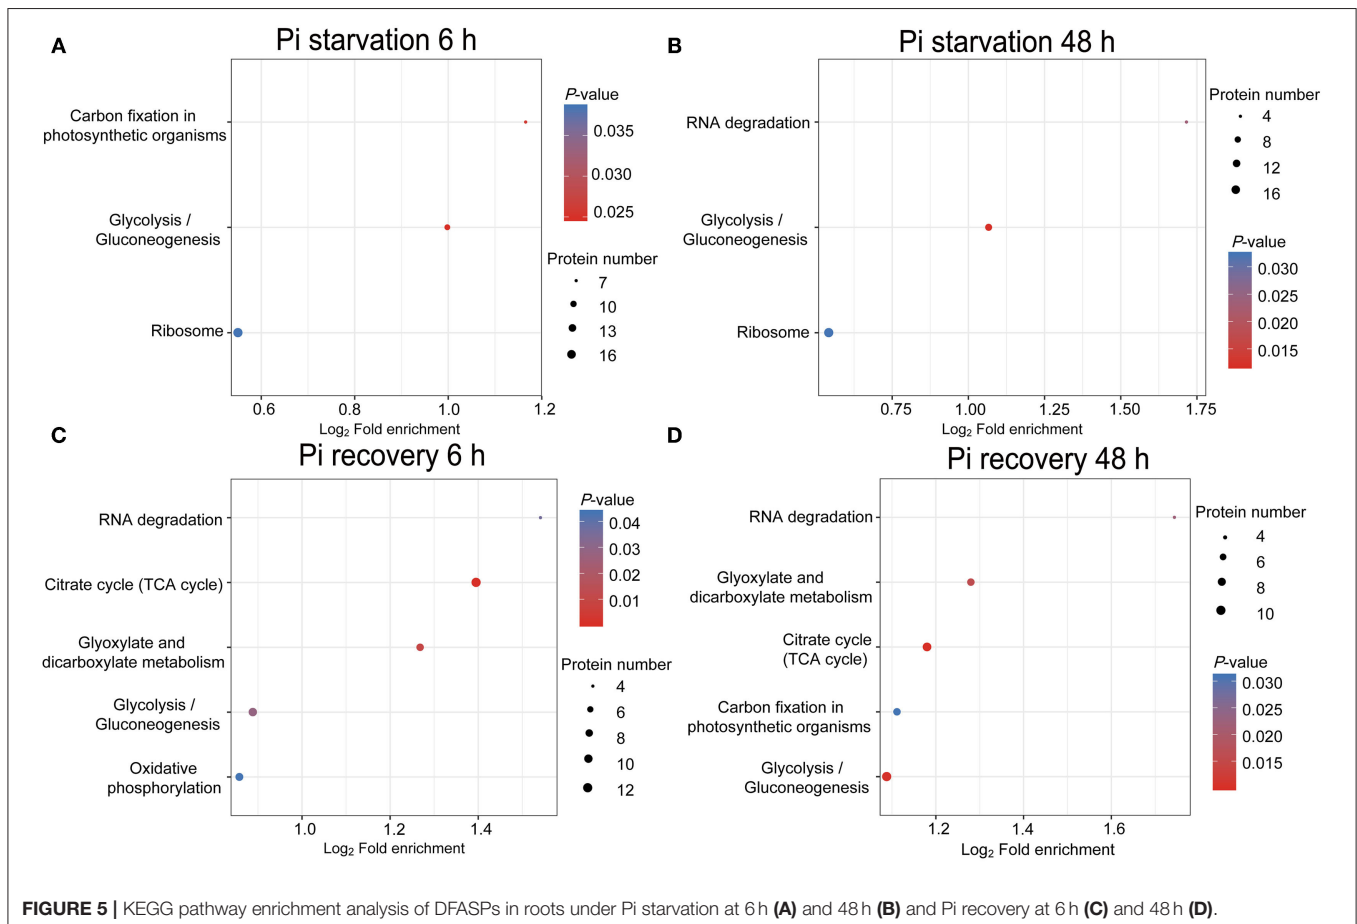 A
Pi starvation 6 h
Carbon fixation in
photosynthetic organisms
Glycolysis /
Gluconeogenesis
Ribosome
0.6 0.8 1.0 1.2
Log2 Fold enrichment
P-value
0.035
0.030
0.025
Protein number
7
10
13
16
B
Pi starvation 48 h
RNA degradation
Glycolysis /
Gluconeogenesis
Ribosome
0.75 1.00 1.25 1.50 1.75
Log2 Fold enrichment
Protein number
4
8
12
16
P-value
0.030
0.025
0.020
0.015
C
Pi recovery 6 h
RNA degradation
Citrate cycle (TCA cycle)
Glyoxylate and
dicarboxylate metabolism
Glycolysis /
Gluconeogenesis
Oxidative
phosphorylation
1.0 1.2 1.4
Log2 Fold enrichment
P-value
0.04
0.03
0.02
0.01
Protein number
4
6
8
10
12
D
Pi recovery 48 h
RNA degradation
Glyoxylate and
dicarboxylate metabolism
Citrate cycle
(TCA cycle)
Carbon fixation in
photosynthetic organisms
Glycolysis /
Gluconeogenesis
1.2 1.4 1.6
Log2 Fold enrichment
Protein number
4
6
8
10
P-value
0.030
0.025
0.020
0.015
FIGURE 5 | KEGG pathway enrichment analysis of DFASPs in roots under Pi starvation at 6 h (A) and 48 h (B) and Pi recovery at 6 h (C) and 48 h (D).